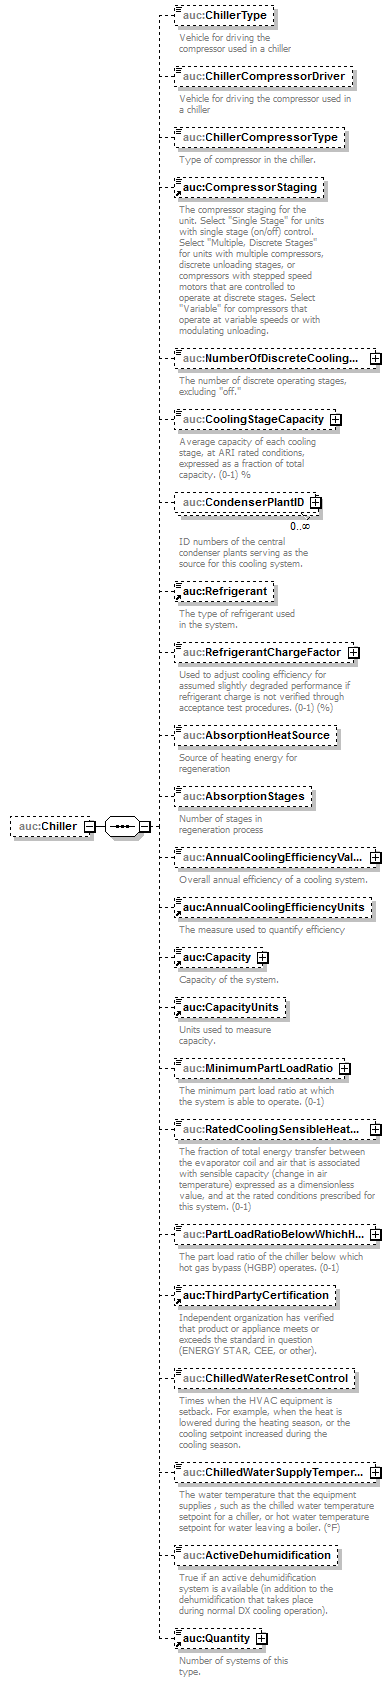 auc:ChillerType
Vehicle for driving the
compressor used in a chiller
auc:ChillerCompressorDriver
Vehicle for driving the compressor used in
a chiller
auc:ChillerCompressorType
Type of compressor in the chiller.
auc:CompressorStaging
The compressor staging for the
unit. Select "Single Stage" for units
with single stage (on/off) control.
Select "Multiple, Discrete Stages"
for units with multiple compressors,
discrete unloading stages, or
compressors with stepped speed
motors that are controlled to
operate at discrete stages. Select
"Variable" for compressors that
operate at variable speeds or with
modulating unloading.
auc:NumberOfDiscreteCooling...
The number of discrete operating stages,
excluding "off."
auc:CoolingStageCapacity
Average capacity of each cooling
stage, at ARI rated conditions,
expressed as a fraction of total
capacity. (0-1) %
auc:CondenserPlantID
0..∞
ID numbers of the central
condenser plants serving as the
source for this cooling system.
auc:Refrigerant
The type of refrigerant used
in the system.
auc:RefrigerantChargeFactor
Used to adjust cooling efficiency for
assumed slightly degraded performance if
refrigerant charge is not verified through
acceptance test procedures. (0-1) (%)
auc:AbsorptionHeatSource
Source of heating energy for
regeneration
auc:AbsorptionStages
Number of stages in
regeneration process
auc:Chiller
auc:AnnualCoolingEfficiencyVal...
Overall annual efficiency of a cooling system.
auc:AnnualCoolingEfficiencyUnits
The measure used to quantify efficiency
auc:Capacity
Capacity of the system.
auc:CapacityUnits
Units used to measure
capacity.
auc:MinimumPartLoadRatio
The minimum part load ratio at which
the system is able to operate. (0-1)
auc:RatedCoolingSensibleHeat...
The fraction of total energy transfer between
the evaporator coil and air that is associated
with sensible capacity (change in air
temperature) expressed as a dimensionless
value, and at the rated conditions prescribed for
this system. (0-1)
auc:PartLoadRatioBelowWhichH...
The part load ratio of the chiller below which
hot gas bypass (HGBP) operates. (0-1)
auc:ThirdPartyCertification
Independent organization has verified
that product or appliance meets or
exceeds the standard in question
(ENERGY STAR, CEE, or other).
auc:ChilledWaterResetControl
Times when the HVAC equipment is
setback. For example, when the heat is
lowered during the heating season, or the
cooling setpoint increased during the
cooling season.
auc:ChilledWaterSupplyTemper...
The water temperature that the equipment
supplies , such as the chilled water temperature
setpoint for a chiller, or hot water temperature
setpoint for water leaving a boiler. (°F)
auc:ActiveDehumidification
True if an active dehumidification
system is available (in addition to the
dehumidification that takes place
during normal DX cooling operation).
auc:Quantity
Number of systems of this
type.